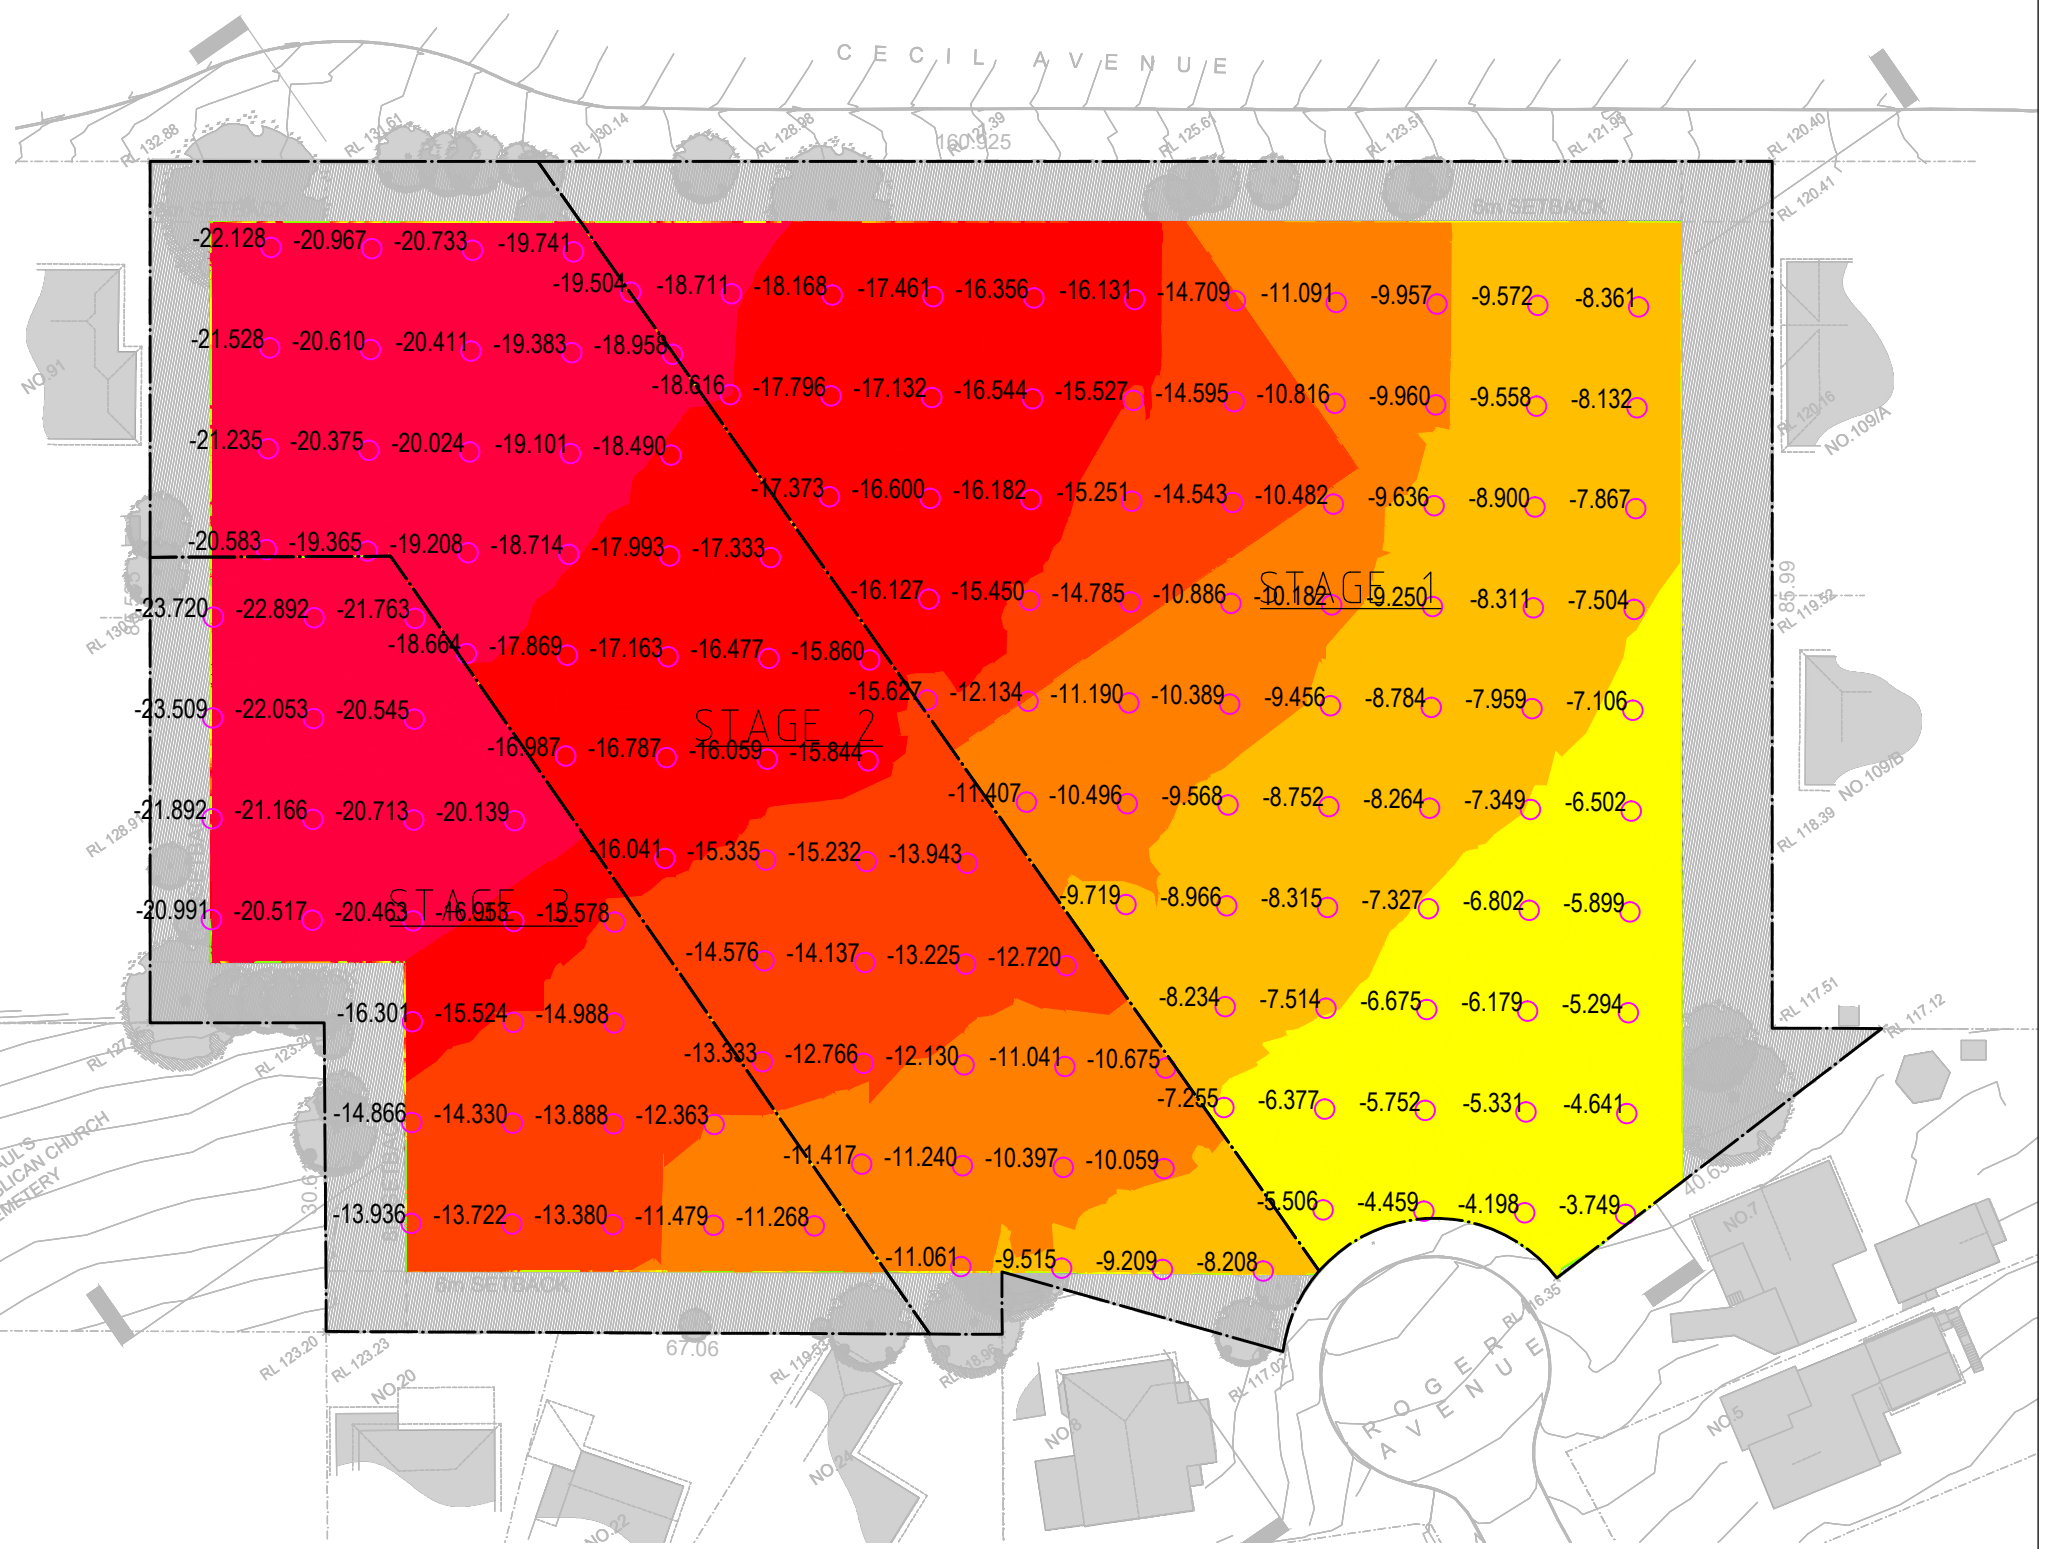 CECIL AVENUE
RL 132.88
RL 131.61
RL 130.14
RL 128.98
160.925
RL 125.61
RL 123.51
RL 121.93
RL 120.40
RL 120.41
6m SETBACK
-22.128 -20.967 -20.733 -19.741
-19.504 -18.711 -18.168 -17.461 -16.356 -16.131 -14.709 -11.091 -9.957 -9.572 -8.361
-21.528 -20.610 -20.411 -19.383 -18.958
NO.91
-18.616 -17.796 -17.132 -16.544 -15.527 -14.595 -10.816 -9.960 -9.558 -8.132
RL 120.16
NO.109/A
-21.235 -20.375 -20.024 -19.101 -18.490
-17.373 -16.600 -16.182 -15.251 -14.543 -10.482 -9.636 -8.900 -7.867
-20.583 -19.365 -19.208 -18.714 -17.993 -17.333
STAGE 1
-16.127 -15.450 -14.785 -10.886 -10.182 -9.250 -8.311 -7.504
85.99
RL 119.52
-23.720 -22.892 -21.763
-18.664 -17.869 -17.163 -16.477 -15.860
-15.627 -12.134 -11.190 -10.389 -9.456 -8.784 -7.959 -7.106
-23.509 -22.053 -20.545
STAGE 2
-16.987 -16.787 -16.059 -15.844
NO.109/B
-11.407 -10.496 -9.568 -8.752 -8.264 -7.349 -6.502
-21.892 -21.166 -20.713 -20.139
RL 128.91
RL 118.39
-16.041 -15.335 -15.232 -13.943
-9.719 -8.966 -8.315 -7.327 -6.802 -5.899
STAGE 3
-20.991 -20.517 -20.463 -16.953 -15.578
-14.576 -14.137 -13.225 -12.720
-8.234 -7.514 -6.675 -6.179 -5.294
RL 117.51
RL 117.12
-16.301 -15.524 -14.988
-13.333 -12.766 -12.130 -11.041 -10.675
-7.255 -6.377 -5.752 -5.331 -4.641
-14.866 -14.330 -13.888 -12.363
-11.417 -11.240 -10.397 -10.059
-5.506 -4.459 -4.198 -3.749
-13.936 -13.722 -13.380 -11.479 -11.268
NO.7
-11.061 -9.515 -9.209 -8.208
6m SETBACK
RL 116.35
67.06
RL 123.20
RL 123.23
RL 117.02
NO.20
ROGER
AVENUE
NO.5
NO.8
NO.24
NO.22